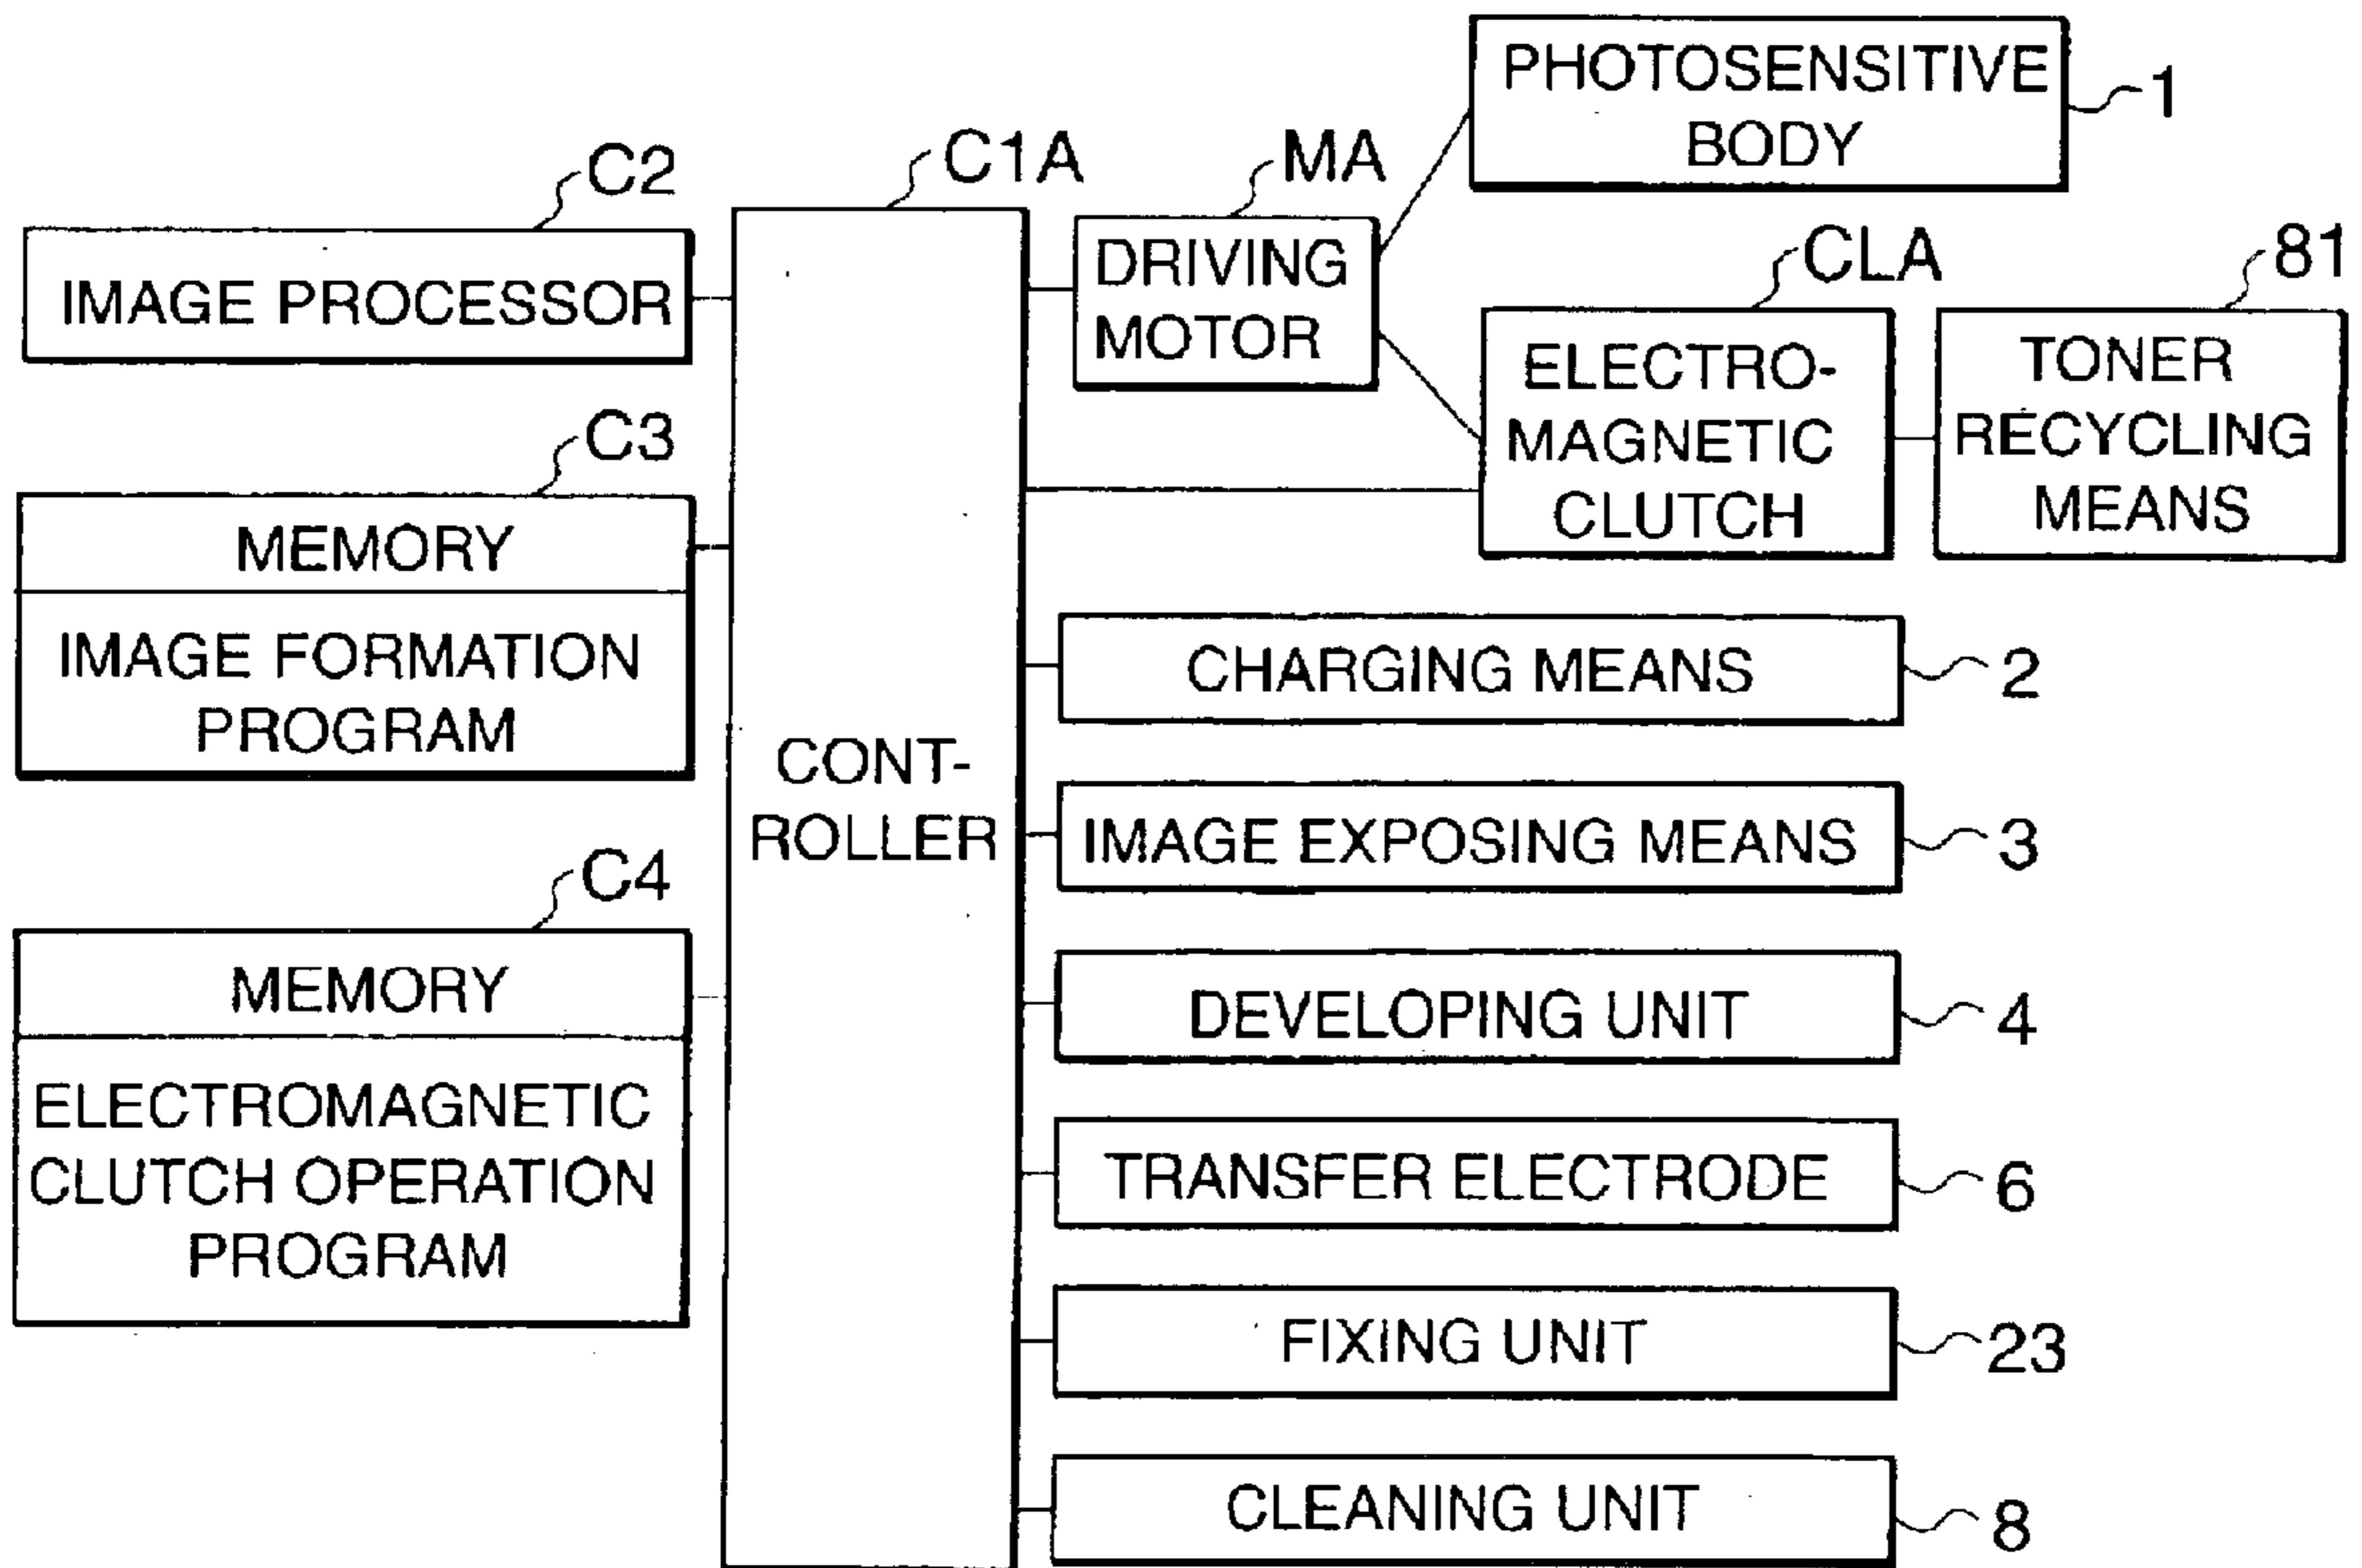 C2
IMAGE PROCESSOR
C3
MEMORY
IMAGE FORMATION
PROGRAM
C4
MEMORY
ELECTROMAGNETIC
CLUTCH OPERATION
PROGRAM
C1A
CONT-
ROLLER
MA
DRIVING
MOTOR
PHOTOSENSITIVE
BODY
1
CLA
ELECTRO-
MAGNETIC
CLUTCH
81
TONER
RECYCLING
MEANS
CHARGING MEANS
2
IMAGE EXPOSING MEANS
3
DEVELOPING UNIT
4
TRANSFER ELECTRODE
6
FIXING UNIT
23
CLEANING UNIT
8